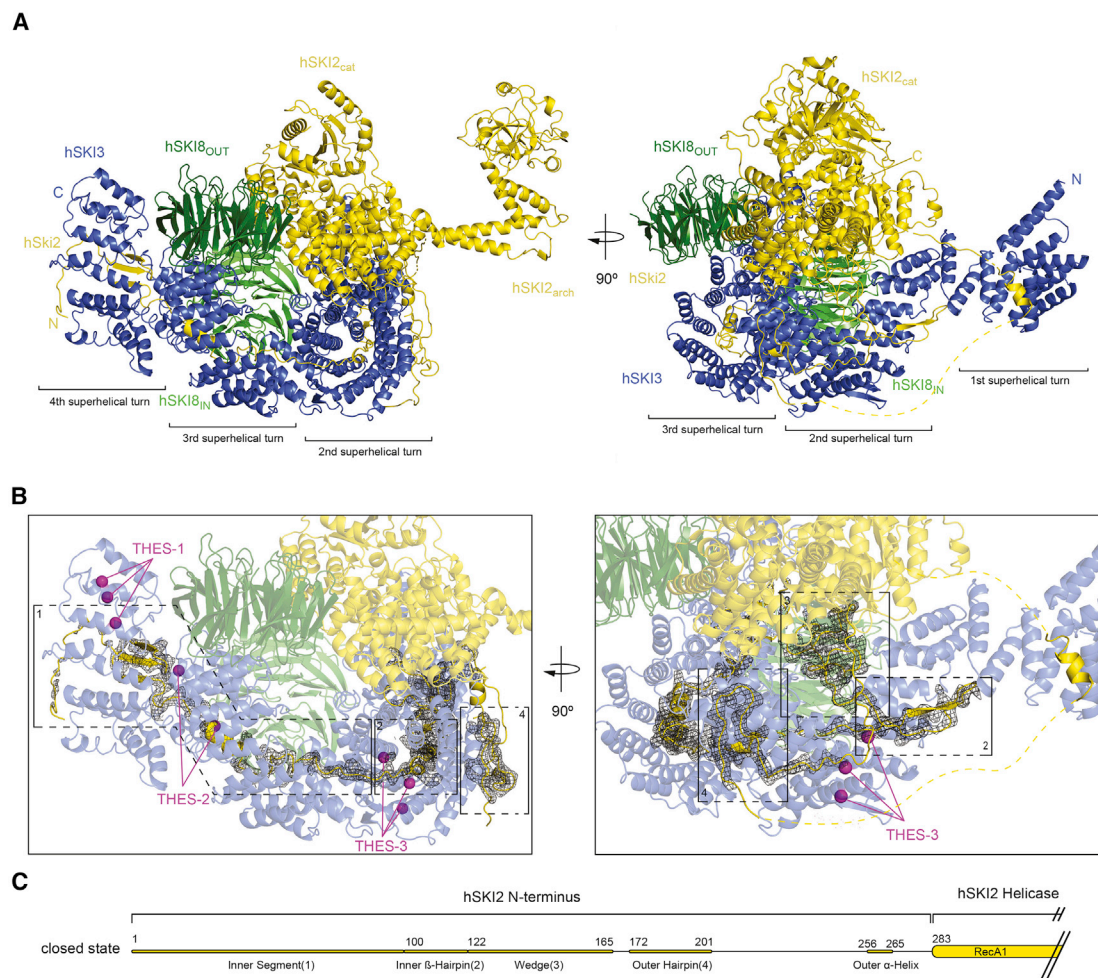 A
hSKI2cat
hSKI8OUT
hSKI3
C
hSki2
N
hSKI2arch
hSKI8IN
4th superhelical turn
3rd superhelical turn
2nd superhelical turn
90º
hSKI2cat
hSKI8OUT
C
N
hSki2
hSKI3
hSKI8IN
1st superhelical turn
3rd superhelical turn
2nd superhelical turn
B
THES-1
1
THES-2
3
4
THES-3
90º
3
2
4
THES-3
C
hSKI2 N-terminus
hSKI2 Helicase
closed state
1
100
122
165
172
201
256
265
283
RecA1
Inner Segment(1)
Inner ß-Hairpin(2)
Wedge(3)
Outer Hairpin(4)
Outer α-Helix